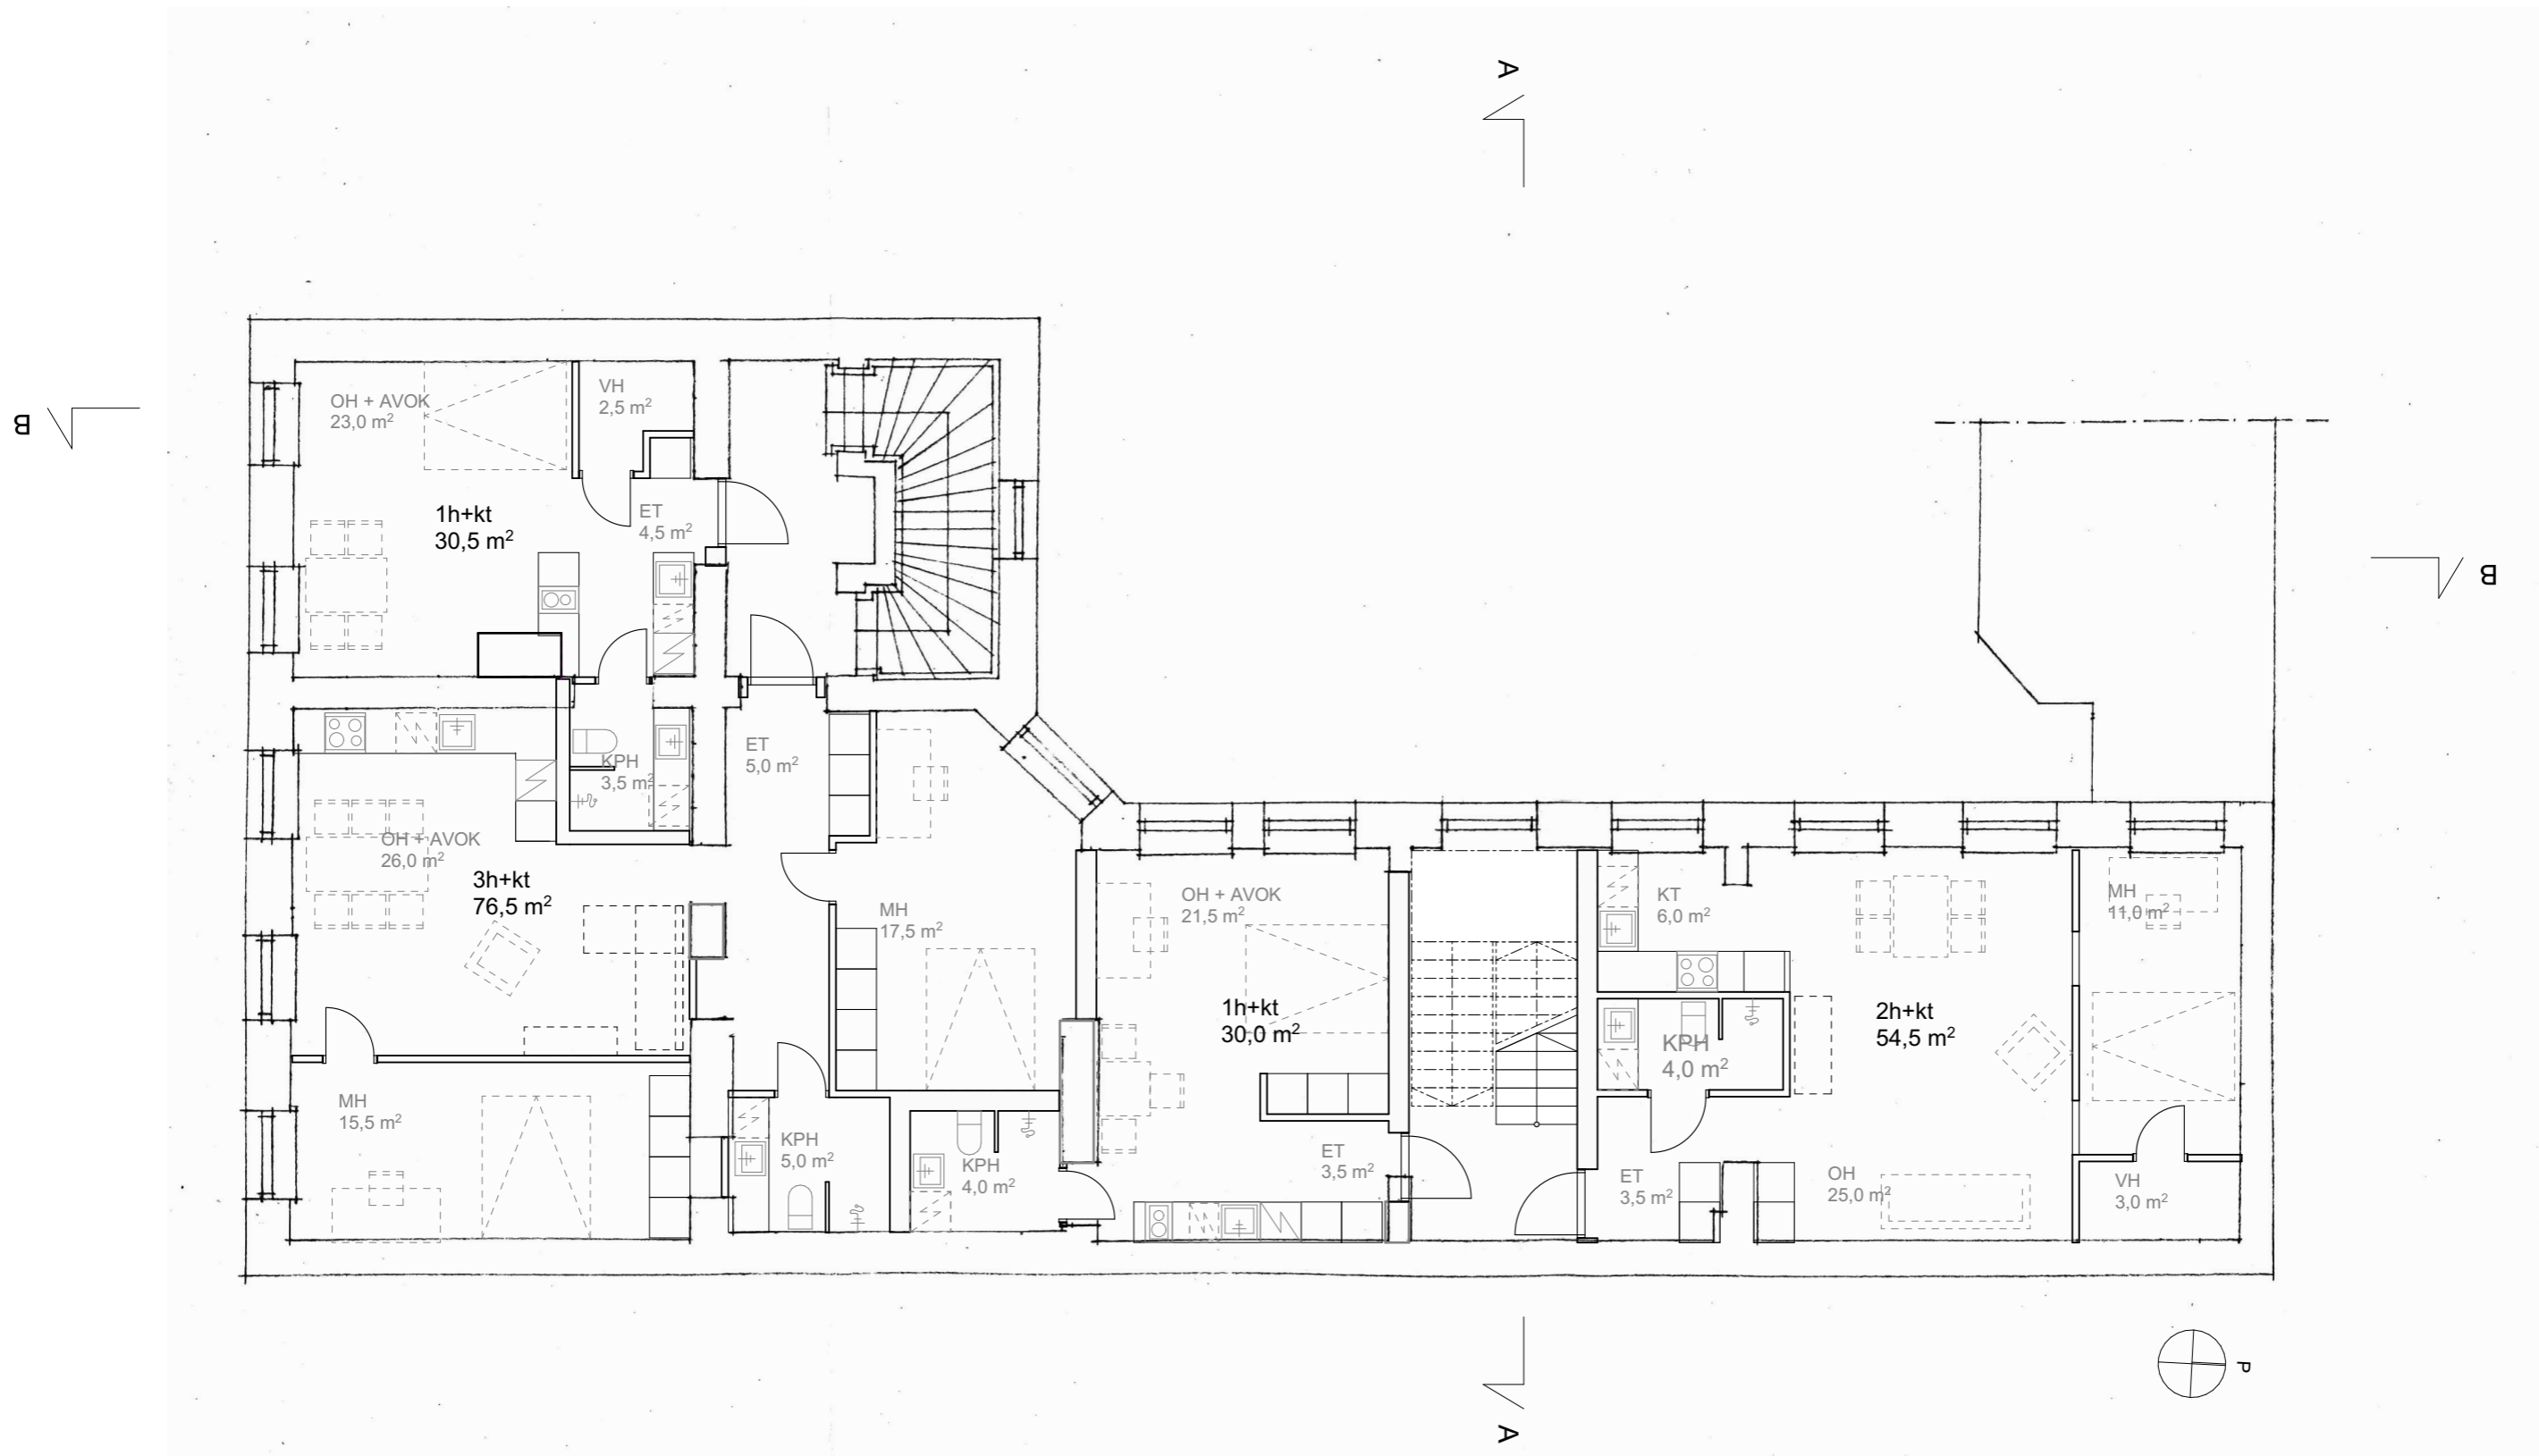 A
B
OH + AVOK
23,0 m²
VH
2,5 m²
1h+kt
30,5 m²
ET
4,5 m²
B
KPH
3,5 m²
ET
5,0 m²
OH + AVOK
26,0 m²
3h+kt
76,5 m²
MH
17,5 m²
OH + AVOK
21,5 m²
KT
6,0 m²
MH
11,0 m²
1h+kt
30,0 m²
2h+kt
54,5 m²
KPH
4,0 m²
MH
15,5 m²
KPH
5,0 m²
KPH
4,0 m²
ET
3,5 m²
ET
3,5 m²
OH
25,0 m²
VH
3,0 m²
P
A